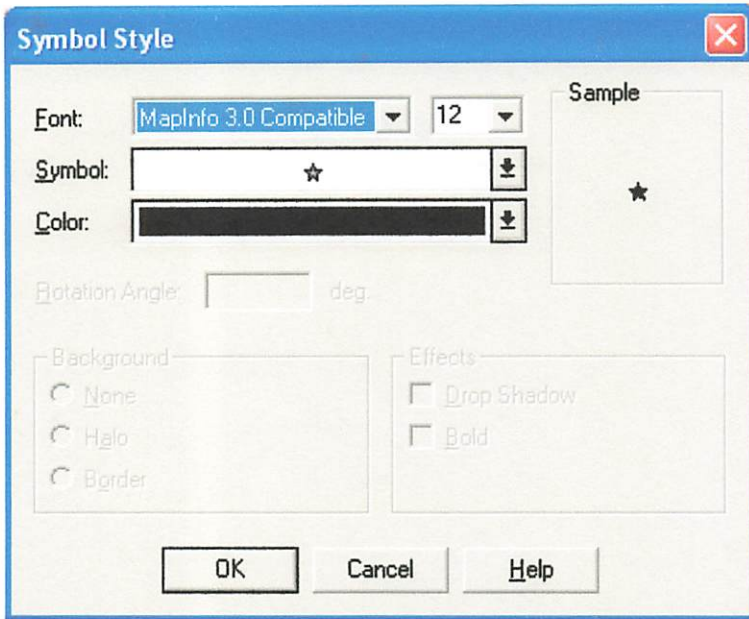 Symbol Style
Font: MapInfo 3.0 Compatible 12
Sample
Symbol:
Color:
Rotation Angle: deg.
Background
Effects
None
Drop Shadow
Halo
Bold
Border
OK Cancel Help